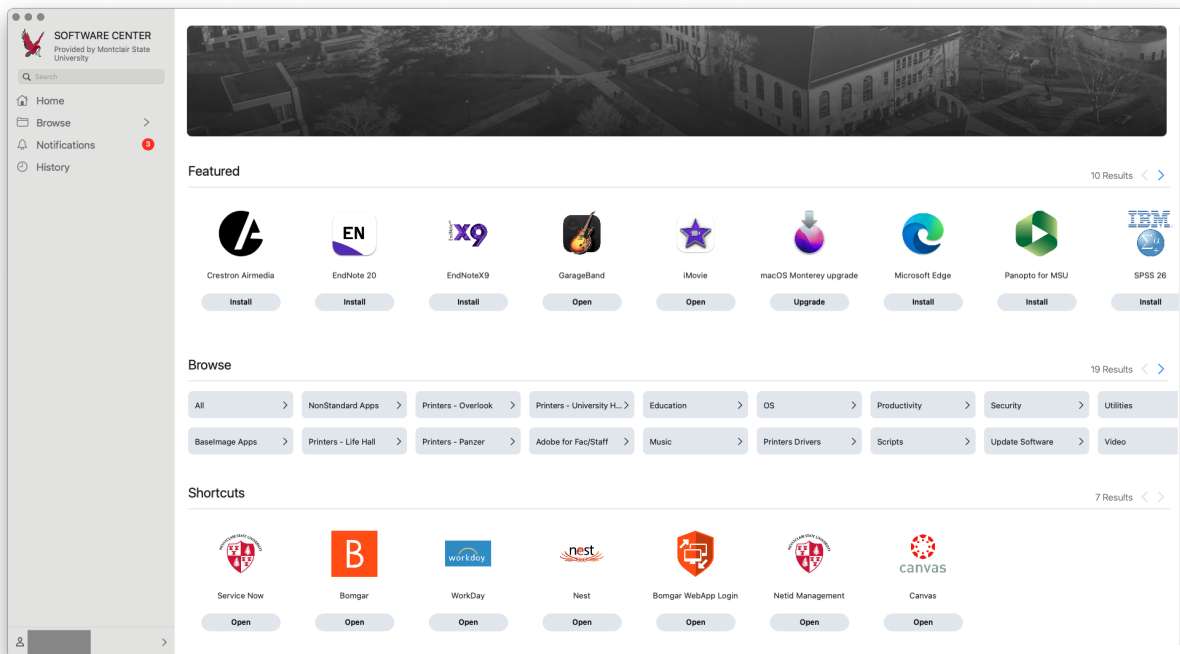 SOFTWARE CENTER
Provided by Montclair State
University
Search
Home
Browse
Notifications
3
History
Featured
10 Results
EN
X9
IBM
Crestron Airmedia
EndNote 20
EndNoteX9
GarageBand
iMovie
macOS Monterey upgrade
Microsoft Edge
Panopto for MSU
SPSS 26
Install
Install
Install
Open
Open
Upgrade
Install
Install
Install
Browse
19 Results
All
NonStandard Apps
Printers - Overlook
Printers - University H...
Education
OS
Productivity
Security
Utilities
BaseImage Apps
Printers - Life Hall
Printers - Panzer
Adobe for Fac/Staff
Music
Printers Drivers
Scripts
Update Software
Video
Shortcuts
7 Results
B
workday
nest
canvas
Service Now
Bomgar
WorkDay
Nest
Bomgar WebApp Login
Netid Management
Canvas
Open
Open
Open
Open
Open
Open
Open